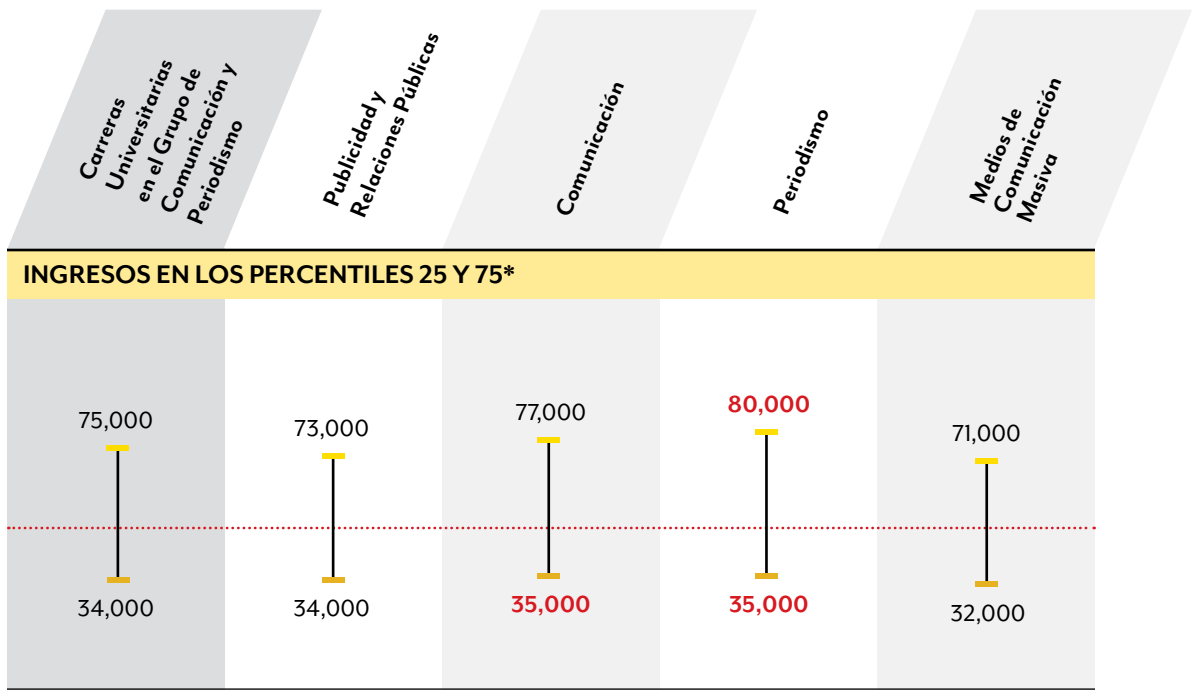 Carreras
Universitarias
en el Grupo de
Comunicación y
Periodismo
Publicidad y
Relaciones Públicas
Comunicación
Periodismo
Medios de
Comunicación
Masiva
INGRESOS EN LOS PERCENTILES 25 Y 75*
75,000
73,000
77,000
80,000
71,000
34,000
34,000
35,000
35,000
32,000